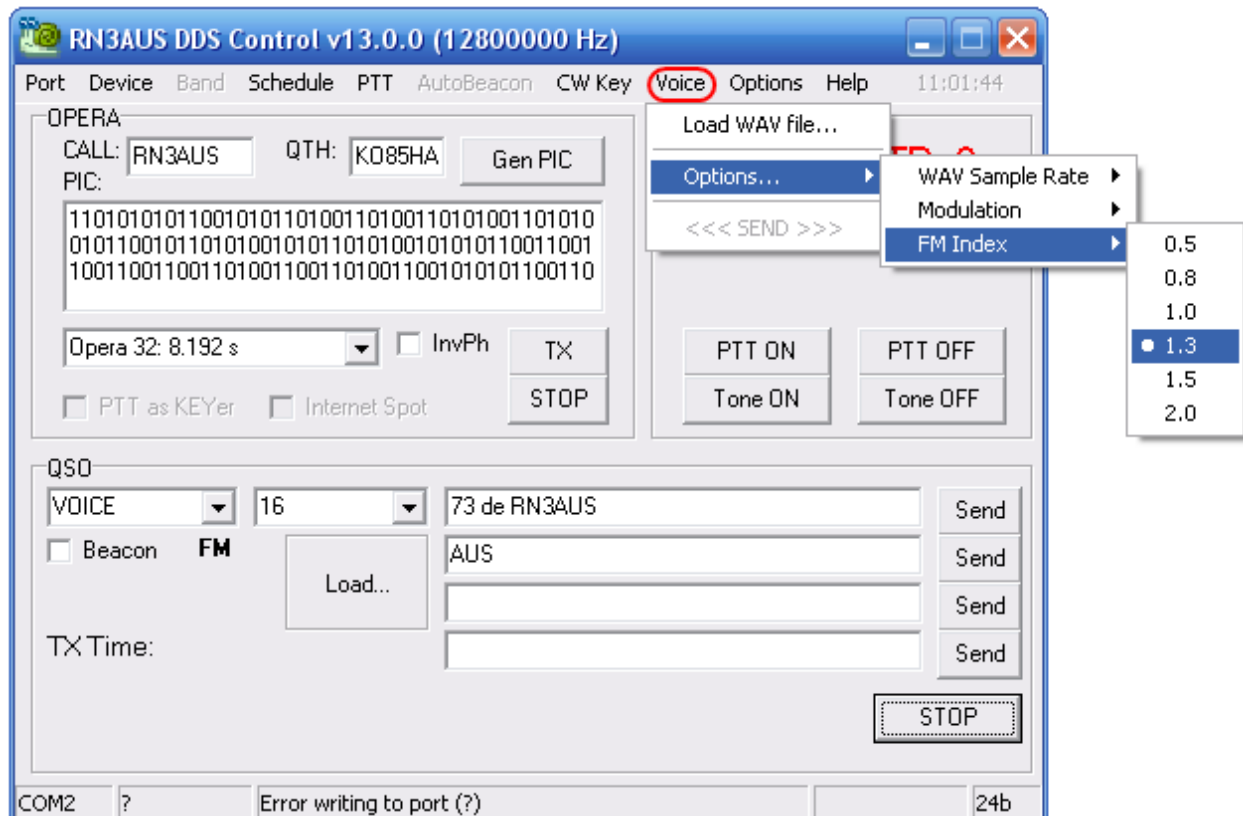 RN3AUS DDS Control v13.0.0 (12800000 Hz)
Port Device Band Schedule PTT AutoBeacon CW Key Voice Options Help 11:01:44
OPERA
CALL: RN3AUS QTH: KO85HA Gen PIC
PIC:
11010101011001010110100110100110101001101010
01011001011010100101011010100101010110011001
10011001100110100110011010011001010101100110
Opera 32: 8.192 s
InvPh
TX
PTT as KEYer
Internet Spot
STOP
Load WAV file...
Options...
<<< SEND >>>
WAV Sample Rate
Modulation
FM Index
0.5
0.8
1.0
1.3
1.5
2.0
PTT ON PTT OFF
Tone ON Tone OFF
QSO
VOICE 16 73 de RN3AUS Send
Beacon FM Load... AUS Send
Send
TX Time: Send
STOP
COM2 ? Error writing to port (?) 24b